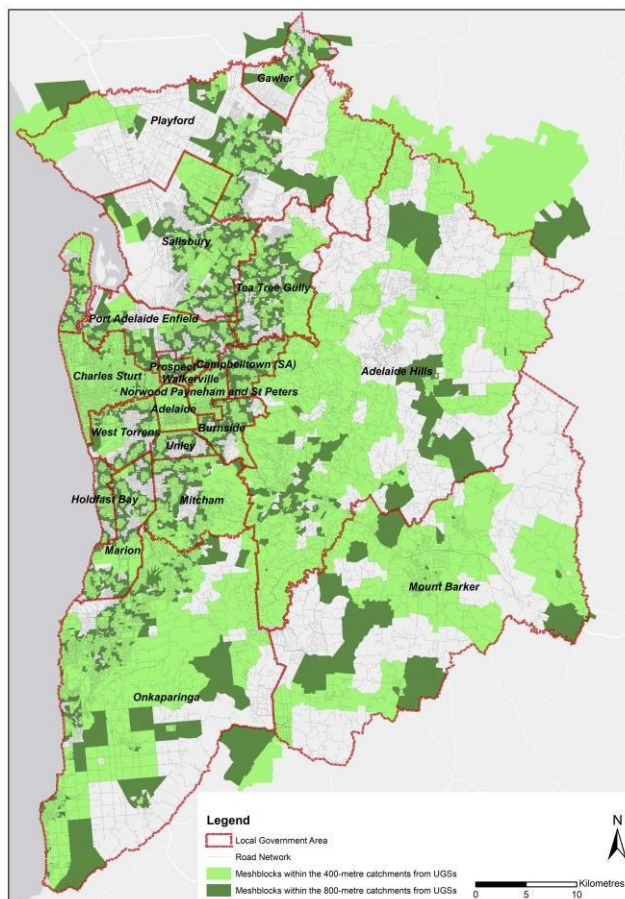 Gawler
Playford
Salisbury
Tea Tree Gully
Port Adelaide Enfield
Prospect
Campbelltown (SA)
Charles Sturt
Walkerville
Adelaide Hills
Norwood Payneham and St Peters
Adelaide
West Torrens
Burnside
Unley
Holdfast Bay
Mitcham
Marion
Mount Barker
Onkaparinga
Legend
Local Government Area
Road Network
Meshblocks within the 400-metre catchments from UGSs
Meshblocks within the 800-metre catchments from UGSs
N
Kilometres
0
5
10